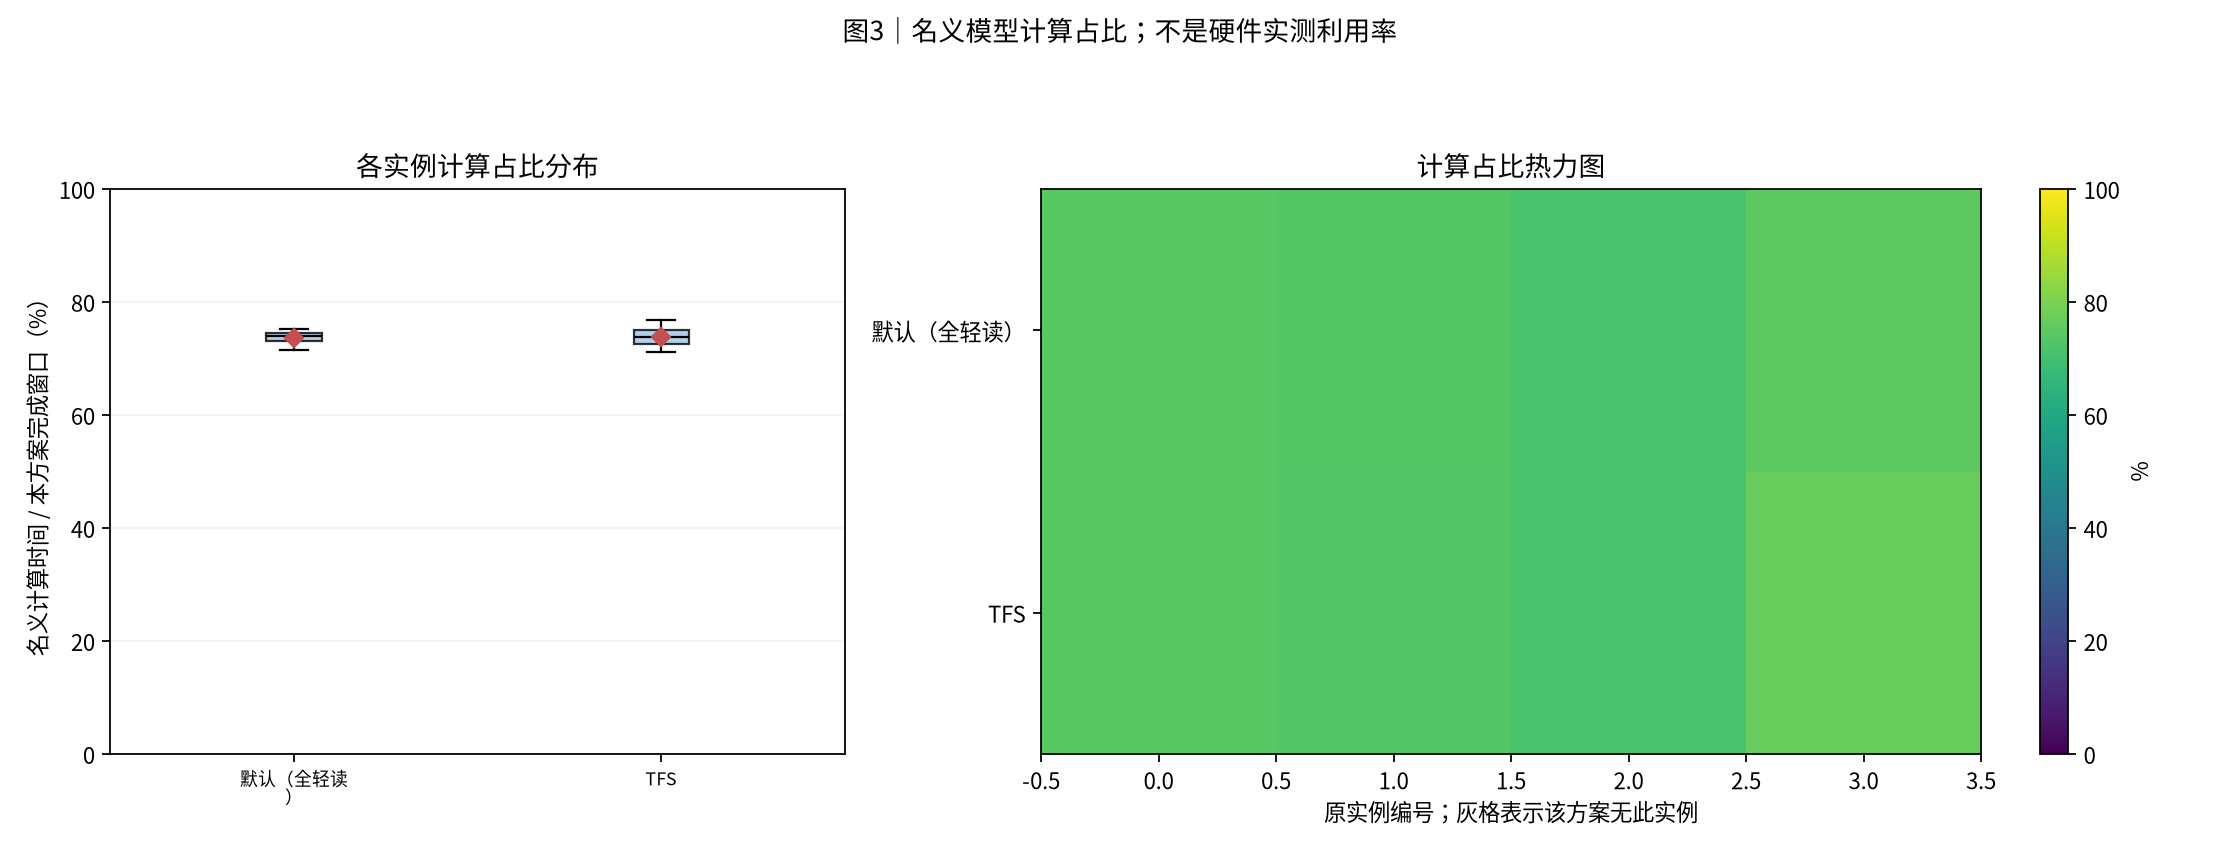 图3｜名义模型计算占比；不是硬件实测利用率
各实例计算占比分布
名义计算时间 / 本方案完成窗口（%）
100
80
60
40
20
0
默认（全轻读
）
TFS
计算占比热力图
默认（全轻读）
TFS
-0.5 0.0 0.5 1.0 1.5 2.0 2.5 3.0 3.5
原实例编号；灰格表示该方案无此实例
100
80
60
40
20
0
%